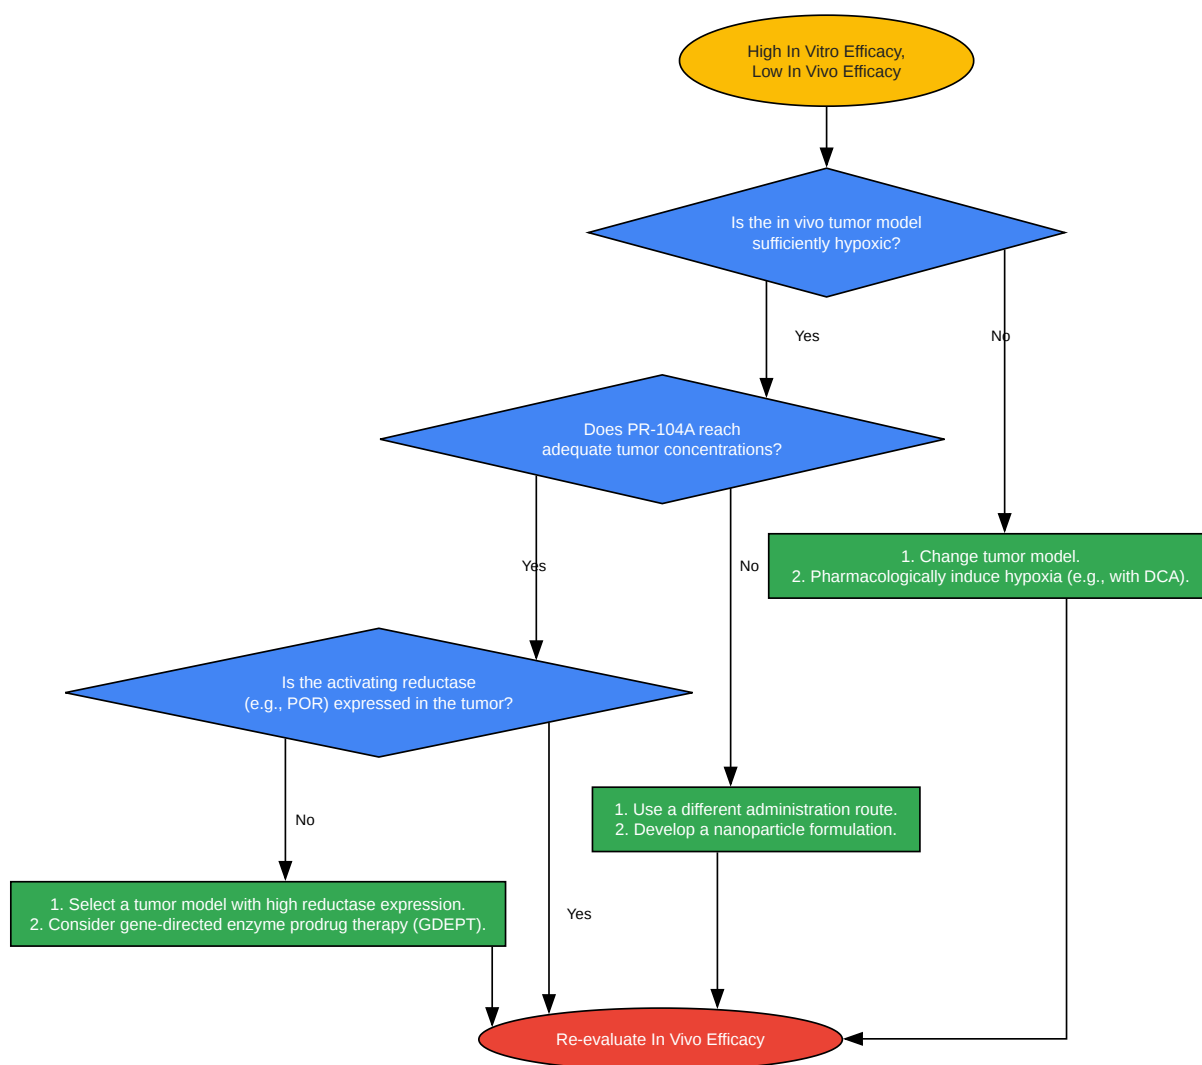 High In Vitro Efficacy,
Low In Vivo Efficacy
Is the in vivo tumor model
sufficiently hypoxic?
Yes
No
Does PR-104A reach
adequate tumor concentrations?
Yes
No
1. Change tumor model.
2. Pharmacologically induce hypoxia (e.g., with DCA).
Is the activating reductase
(e.g., POR) expressed in the tumor?
No
1. Use a different administration route.
2. Develop a nanoparticle formulation.
1. Select a tumor model with high reductase expression.
2. Consider gene-directed enzyme prodrug therapy (GDEPT).
Yes
Re-evaluate In Vivo Efficacy